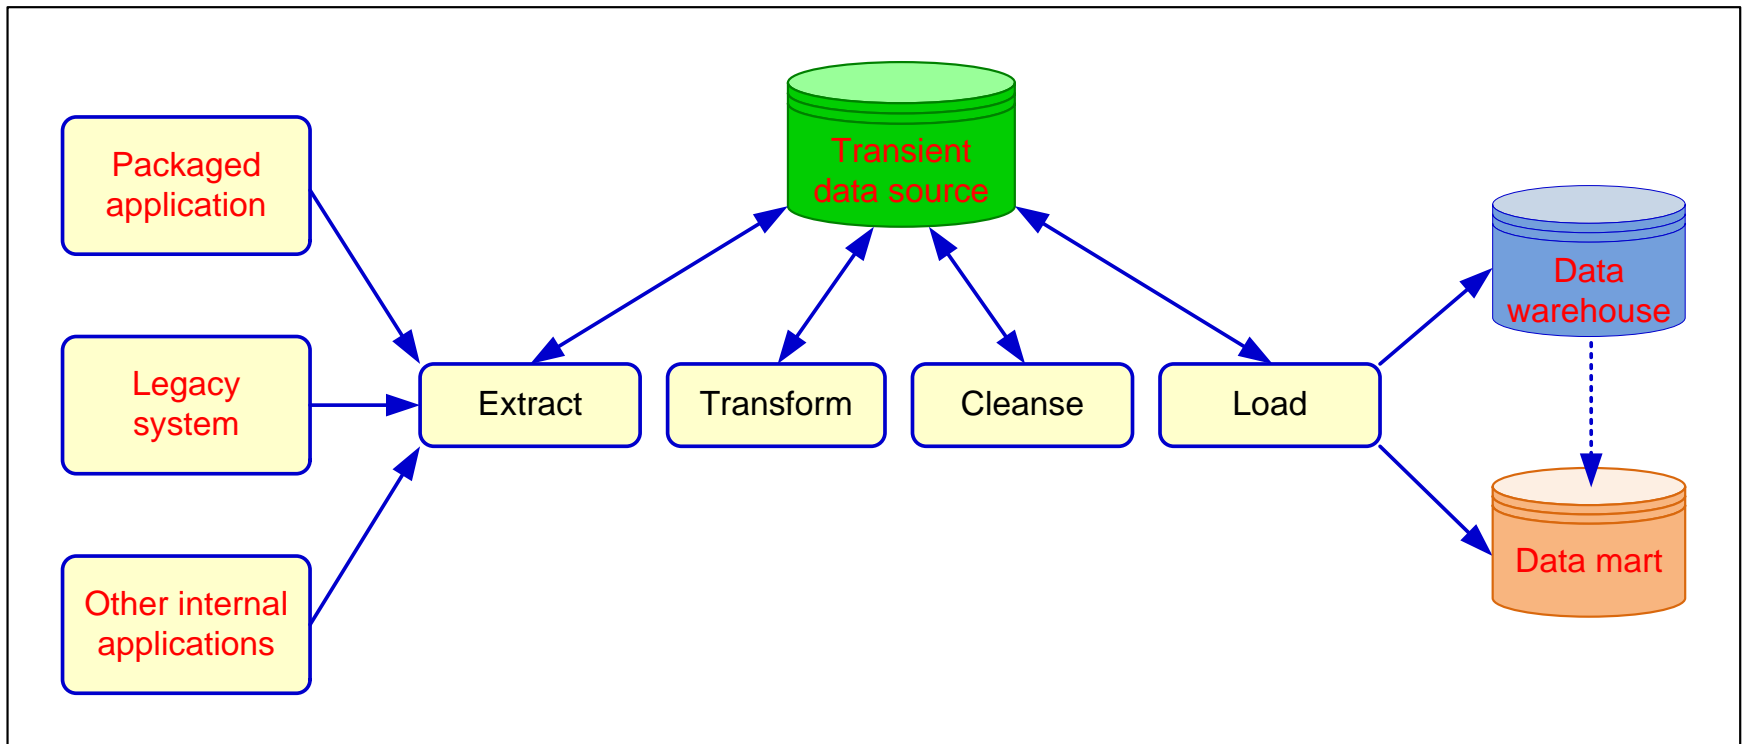 Packaged
application
Legacy
system
Other internal
applications
Transient
data source
Extract
Transform
Cleanse
Load
Data
warehouse
Data mart